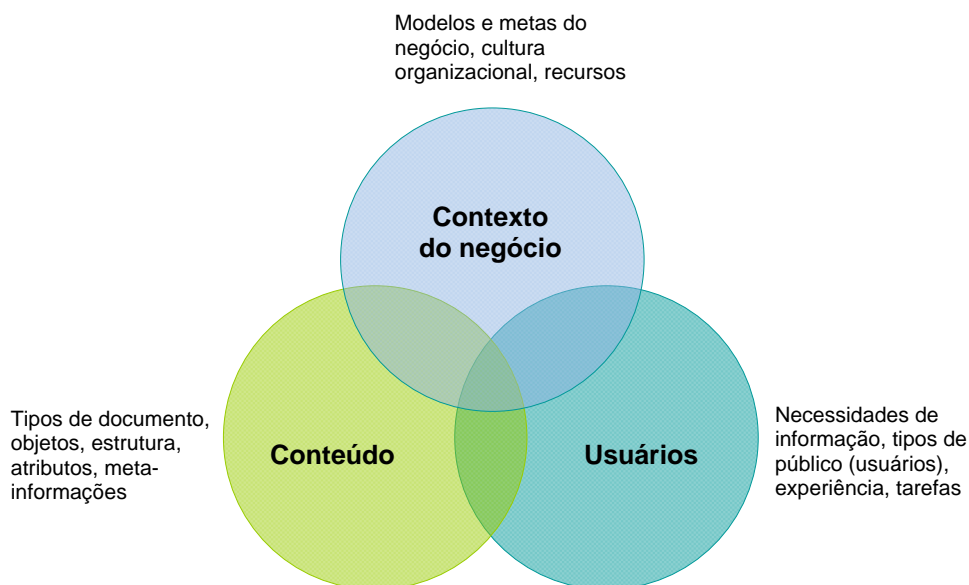 Modelos e metas do
negócio, cultura
organizacional, recursos
Contexto
do negócio
Tipos de documento,
objetos, estrutura,
atributos, meta-
informações
Conteúdo
Usuários
Necessidades de
informação, tipos de
público (usuários),
experiência, tarefas